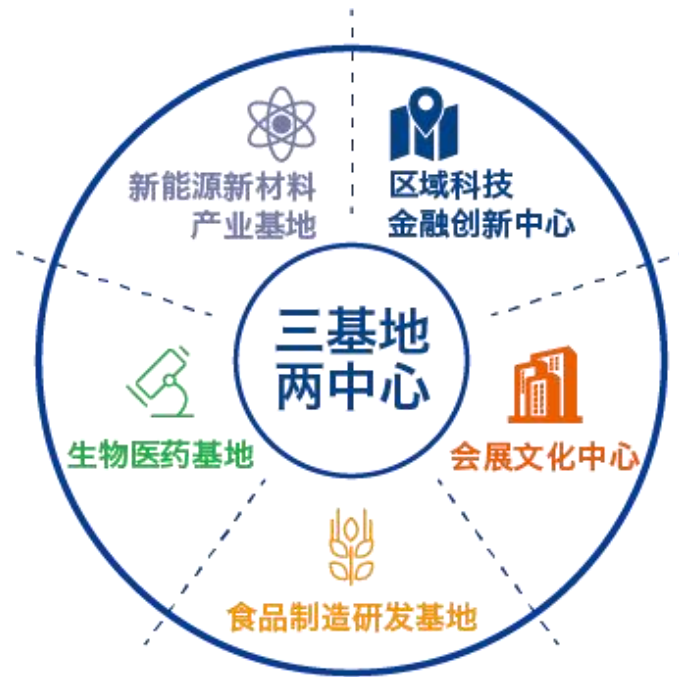 新能源新材料
产业基地
区域科技
金融创新中心
三基地
两中心
生物医药基地
会展文化中心
食品制造研发基地